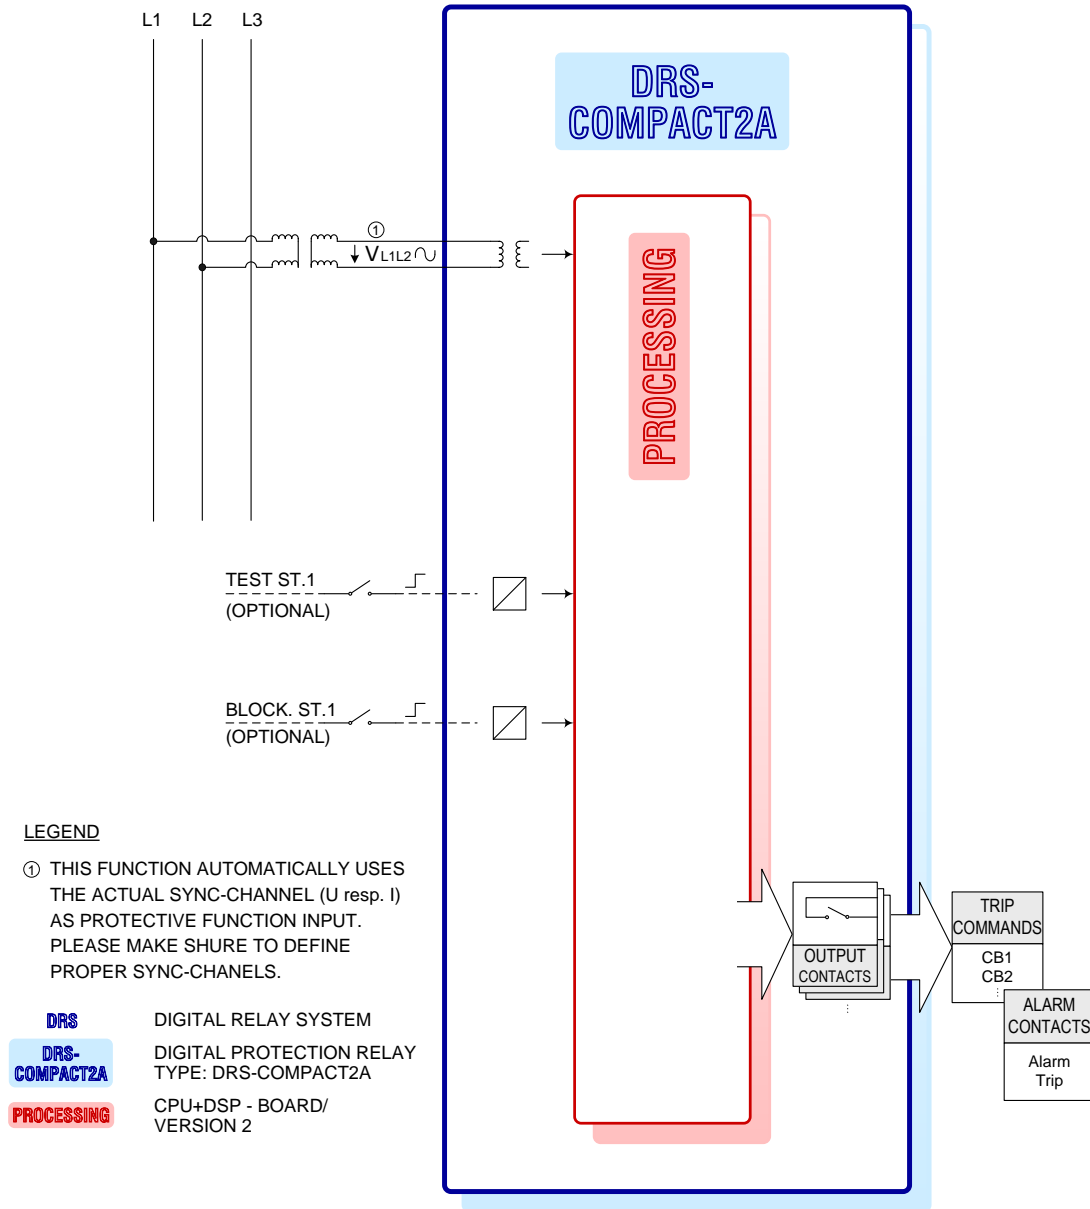 L1 L2 L3
DRS-
COMPACT2A
①
VL1L2
PROCESSING
TEST ST.1
(OPTIONAL)
BLOCK. ST.1
(OPTIONAL)
LEGEND
① THIS FUNCTION AUTOMATICALLY USES
THE ACTUAL SYNC-CHANNEL (U resp. I)
AS PROTECTIVE FUNCTION INPUT.
PLEASE MAKE SHURE TO DEFINE
PROPER SYNC-CHANELS.
DRS DIGITAL RELAY SYSTEM
DRS-
COMPACT2A
DIGITAL PROTECTION RELAY
TYPE: DRS-COMPACT2A
PROCESSING
CPU+DSP - BOARD/
VERSION 2
OUTPUT
CONTACTS
⋮
TRIP
COMMANDS
CB1
CB2
⋮
ALARM
CONTACTS
Alarm
Trip